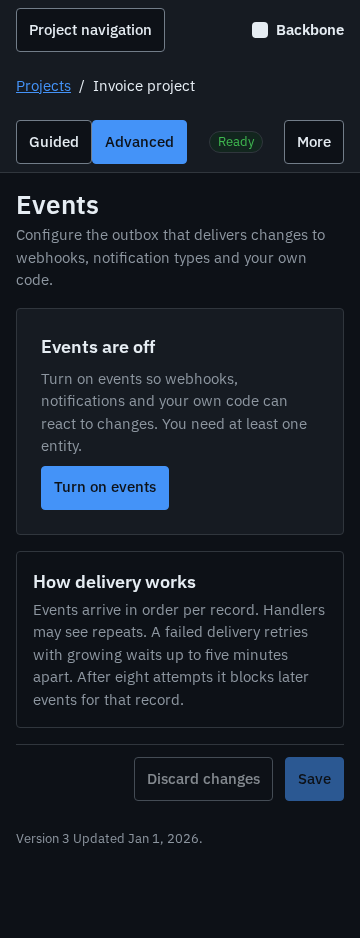 Project navigation
Backbone
Projects / Invoice project
Guided
Advanced
Ready
More
Events
Configure the outbox that delivers changes to
webhooks, notification types and your own
code.
Events are off
Turn on events so webhooks,
notifications and your own code can
react to changes. You need at least one
entity.
Turn on events
How delivery works
Events arrive in order per record. Handlers
may see repeats. A failed delivery retries
with growing waits up to five minutes
apart. After eight attempts it blocks later
events for that record.
Discard changes
Save
Version 3 Updated Jan 1, 2026.